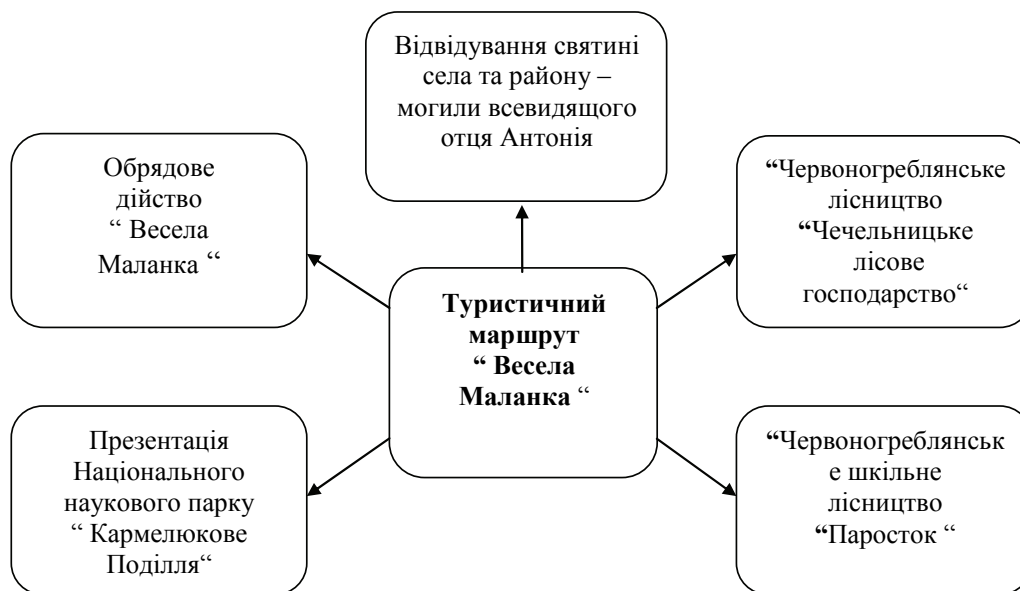 Відвідування святині
села та району –
могили всевидящого
отця Антонія
Обрядове
дійство
“ Весела
Маланка “
“Червоногреблянське
лісництво
“Чечельницьке
лісове
господарство“
Туристичний
маршрут
“ Весела
Маланка “
Презентація
Національного
наукового парку
“ Кармелюкове
Поділля“
“Червоногреблянськ
е шкільне
лісництво
“Паросток “